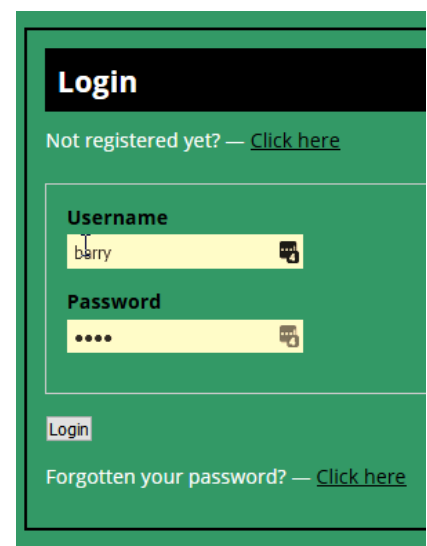 Login
Not registered yet? — Click here
Username
barry
Password
••••
Login
Forgotten your password? — Click here